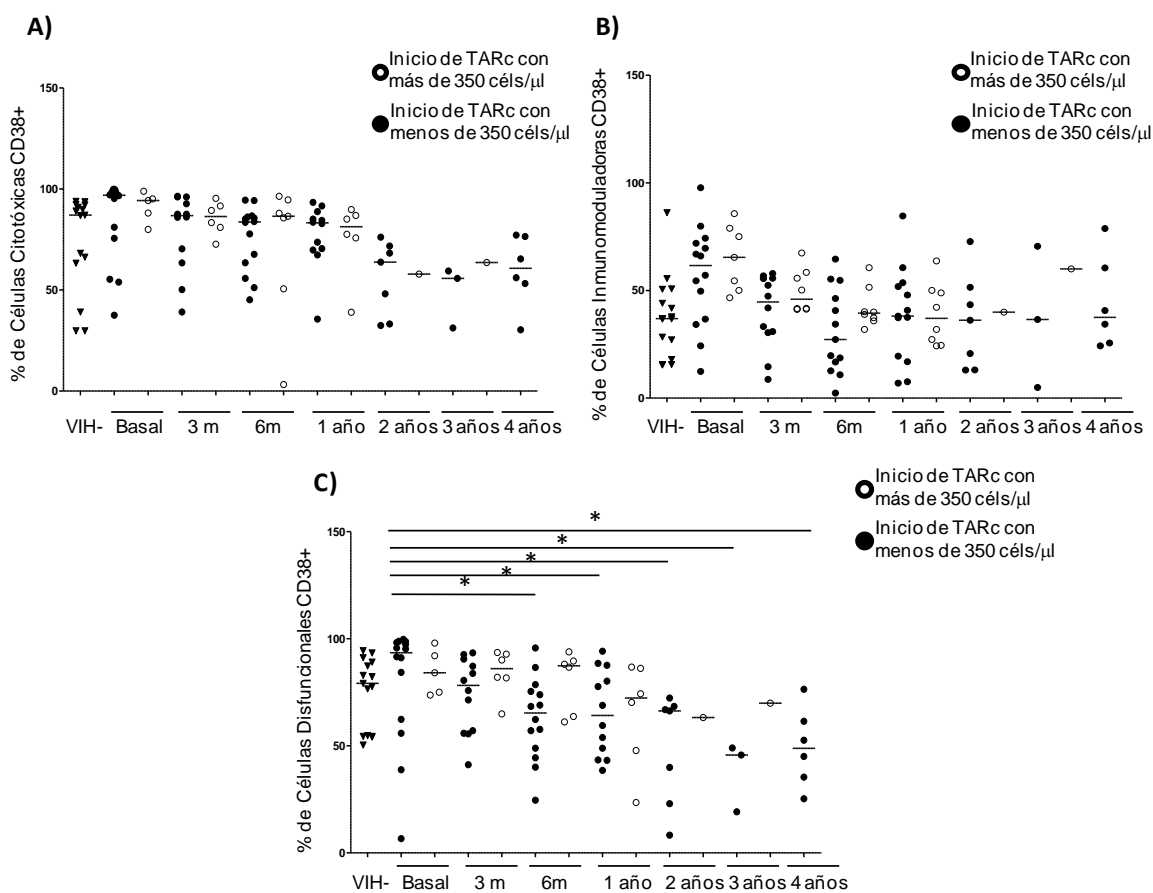 A)
Inicio de TARc con
más de 350 céls/µl
Inicio de TARc con
menos de 350 céls/µl
% de Células Citotóxicas CD38+
150
100
50
0
VIH- Basal 3 m 6m 1 año 2 años 3 años 4 años
B)
Inicio de TARc con
más de 350 céls/µl
Inicio de TARc con
menos de 350 céls/µl
% de Células Inmunomoduladoras CD38+
150
100
50
0
VIH- Basal 3 m 6m 1 año 2 años 3 años 4 años
C)
Inicio de TARc con
más de 350 céls/µl
Inicio de TARc con
menos de 350 céls/µl
% de Células Disfuncionales CD38+
150
100
50
0
*
*
*
*
*
VIH- Basal 3 m 6m 1 año 2 años 3 años 4 años